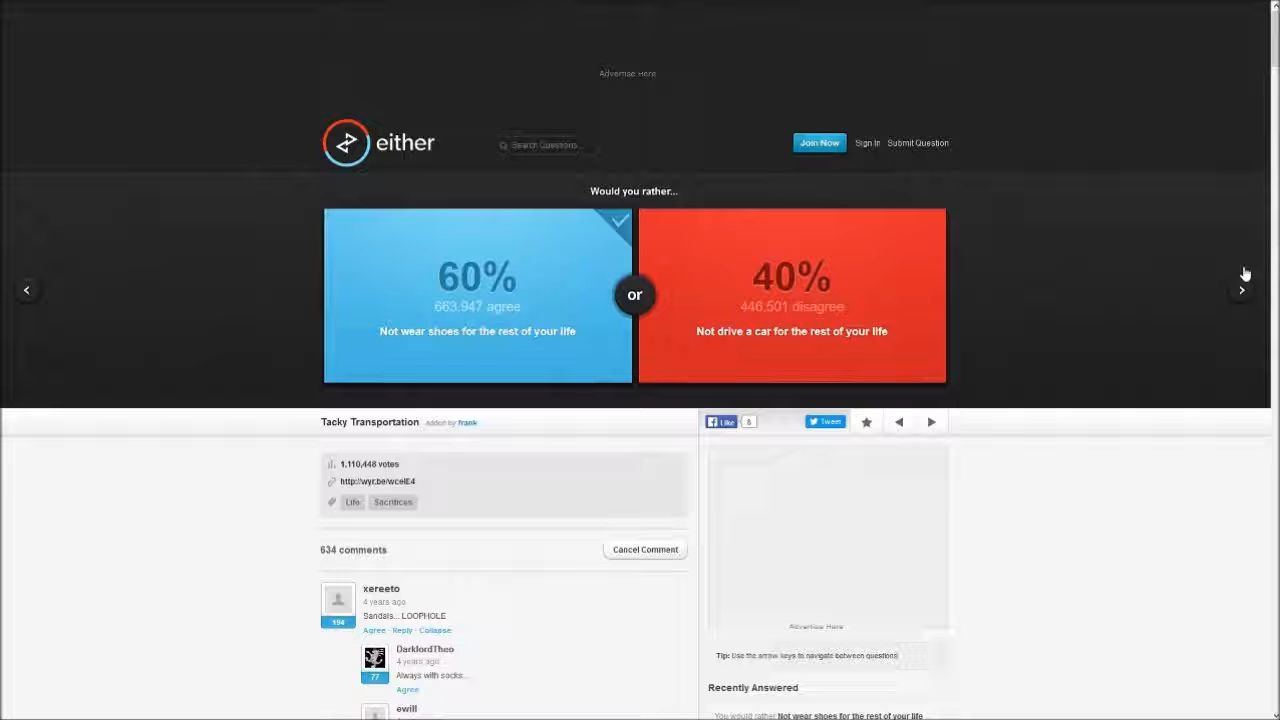 Advertise Here
either
Search Questions...
Join Now
Sign In
Submit Question
Would you rather...
60%
663,947 agree
Not wear shoes for the rest of your life
or
40%
446,501 disagree
Not drive a car for the rest of your life
Tacky Transportation added by frank
Like 8
Tweet
1,110,448 votes
Life Sacrifices
634 comments
Cancel Comment
xereeto
4 years ago
Sandals... LOOPHOLE
194
Agree · Reply · Collapse
DarklordTheo
4 years ago
Always with socks...
77
Agree
ewill
Advertise Here
Tip: Use the arrow keys to navigate between questions
Recently Answered
You would rather Not wear shoes for the rest of your life